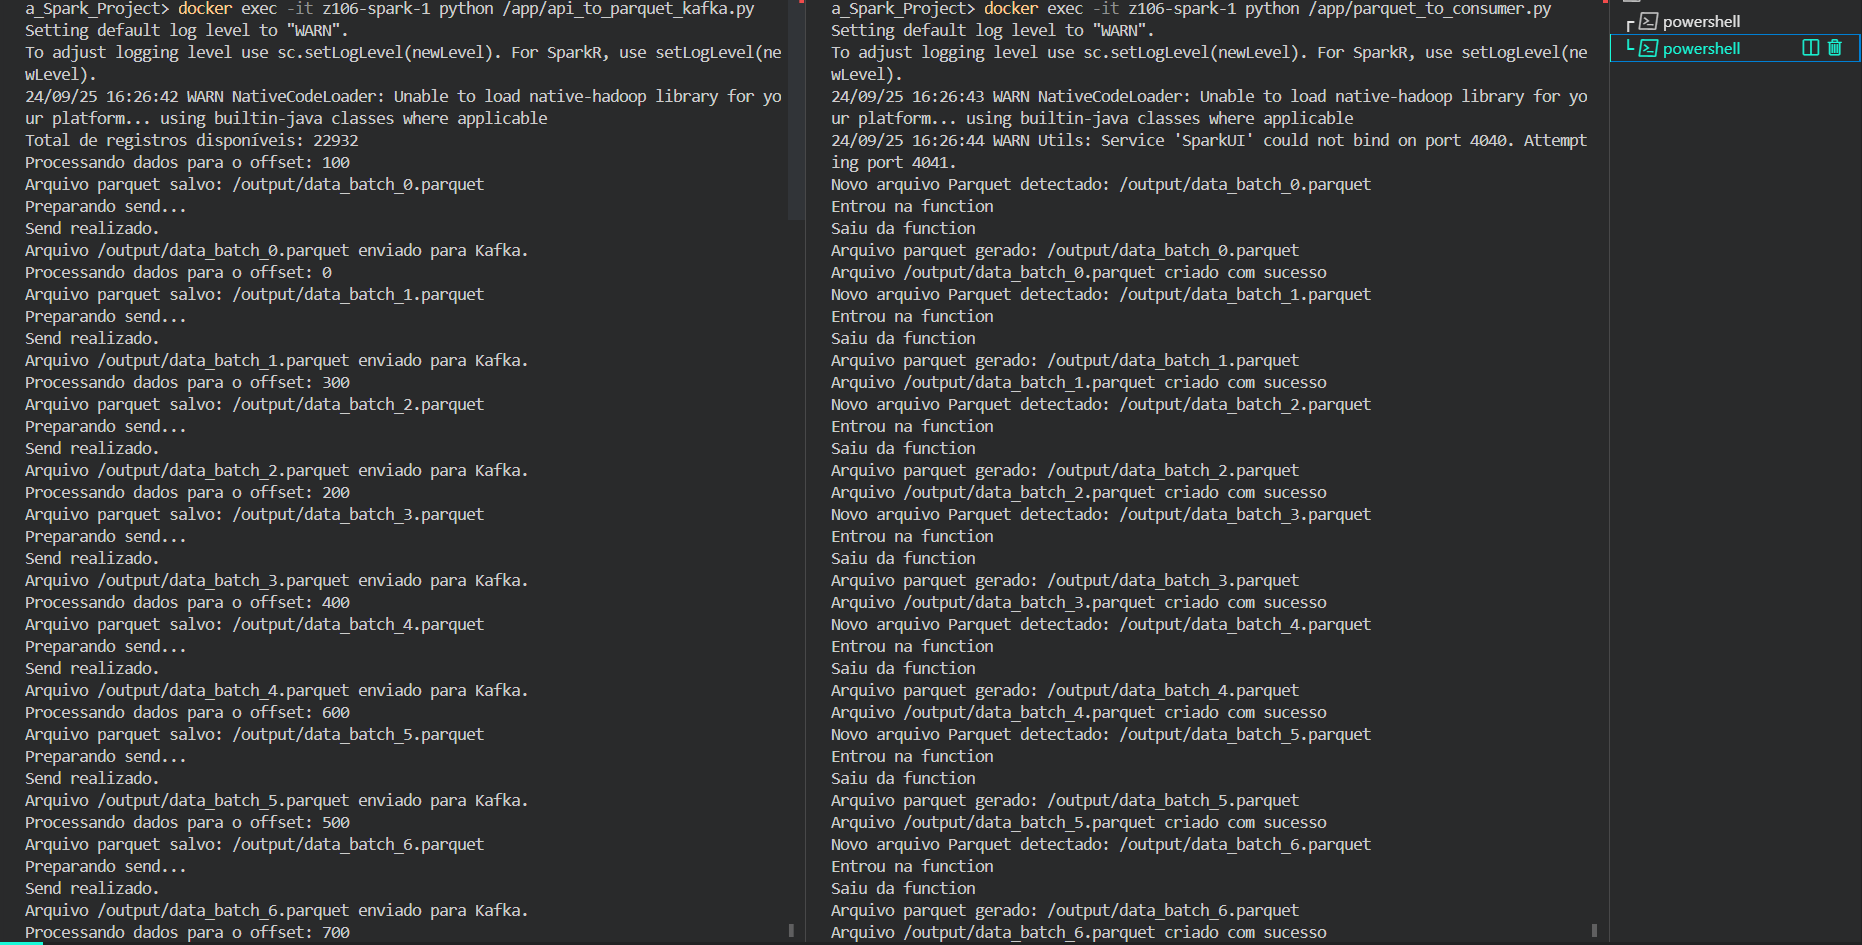 a_Spark_Project> docker exec -it z106-spark-1 python /app/api_to_parquet_kafka.py
Setting default log level to "WARN".
To adjust logging level use sc.setLogLevel(newLevel). For SparkR, use setLogLevel(ne
wLevel).
24/09/25 16:26:42 WARN NativeCodeLoader: Unable to load native-hadoop library for yo
ur platform... using builtin-java classes where applicable
Total de registros disponíveis: 22932
Processando dados para o offset: 100
Arquivo parquet salvo: /output/data_batch_0.parquet
Preparando send...
Send realizado.
Arquivo /output/data_batch_0.parquet enviado para Kafka.
Processando dados para o offset: 0
Arquivo parquet salvo: /output/data_batch_1.parquet
Preparando send...
Send realizado.
Arquivo /output/data_batch_1.parquet enviado para Kafka.
Processando dados para o offset: 300
Arquivo parquet salvo: /output/data_batch_2.parquet
Preparando send...
Send realizado.
Arquivo /output/data_batch_2.parquet enviado para Kafka.
Processando dados para o offset: 200
Arquivo parquet salvo: /output/data_batch_3.parquet
Preparando send...
Send realizado.
Arquivo /output/data_batch_3.parquet enviado para Kafka.
Processando dados para o offset: 400
Arquivo parquet salvo: /output/data_batch_4.parquet
Preparando send...
Send realizado.
Arquivo /output/data_batch_4.parquet enviado para Kafka.
Processando dados para o offset: 600
Arquivo parquet salvo: /output/data_batch_5.parquet
Preparando send...
Send realizado.
Arquivo /output/data_batch_5.parquet enviado para Kafka.
Processando dados para o offset: 500
Arquivo parquet salvo: /output/data_batch_6.parquet
Preparando send...
Send realizado.
Arquivo /output/data_batch_6.parquet enviado para Kafka.
Processando dados para o offset: 700
a_Spark_Project> docker exec -it z106-spark-1 python /app/parquet_to_consumer.py
Setting default log level to "WARN".
To adjust logging level use sc.setLogLevel(newLevel). For SparkR, use setLogLevel(ne
wLevel).
24/09/25 16:26:43 WARN NativeCodeLoader: Unable to load native-hadoop library for yo
ur platform... using builtin-java classes where applicable
24/09/25 16:26:44 WARN Utils: Service 'SparkUI' could not bind on port 4040. Attempt
ing port 4041.
Novo arquivo Parquet detectado: /output/data_batch_0.parquet
Entrou na function
Saiu da function
Arquivo parquet gerado: /output/data_batch_0.parquet
Arquivo /output/data_batch_0.parquet criado com sucesso
Novo arquivo Parquet detectado: /output/data_batch_1.parquet
Entrou na function
Saiu da function
Arquivo parquet gerado: /output/data_batch_1.parquet
Arquivo /output/data_batch_1.parquet criado com sucesso
Novo arquivo Parquet detectado: /output/data_batch_2.parquet
Entrou na function
Saiu da function
Arquivo parquet gerado: /output/data_batch_2.parquet
Arquivo /output/data_batch_2.parquet criado com sucesso
Novo arquivo Parquet detectado: /output/data_batch_3.parquet
Entrou na function
Saiu da function
Arquivo parquet gerado: /output/data_batch_3.parquet
Arquivo /output/data_batch_3.parquet criado com sucesso
Novo arquivo Parquet detectado: /output/data_batch_4.parquet
Entrou na function
Saiu da function
Arquivo parquet gerado: /output/data_batch_4.parquet
Arquivo /output/data_batch_4.parquet criado com sucesso
Novo arquivo Parquet detectado: /output/data_batch_5.parquet
Entrou na function
Saiu da function
Arquivo parquet gerado: /output/data_batch_5.parquet
Arquivo /output/data_batch_5.parquet criado com sucesso
Novo arquivo Parquet detectado: /output/data_batch_6.parquet
Entrou na function
Saiu da function
Arquivo parquet gerado: /output/data_batch_6.parquet
Arquivo /output/data_batch_6.parquet criado com sucesso
powershell
powershell